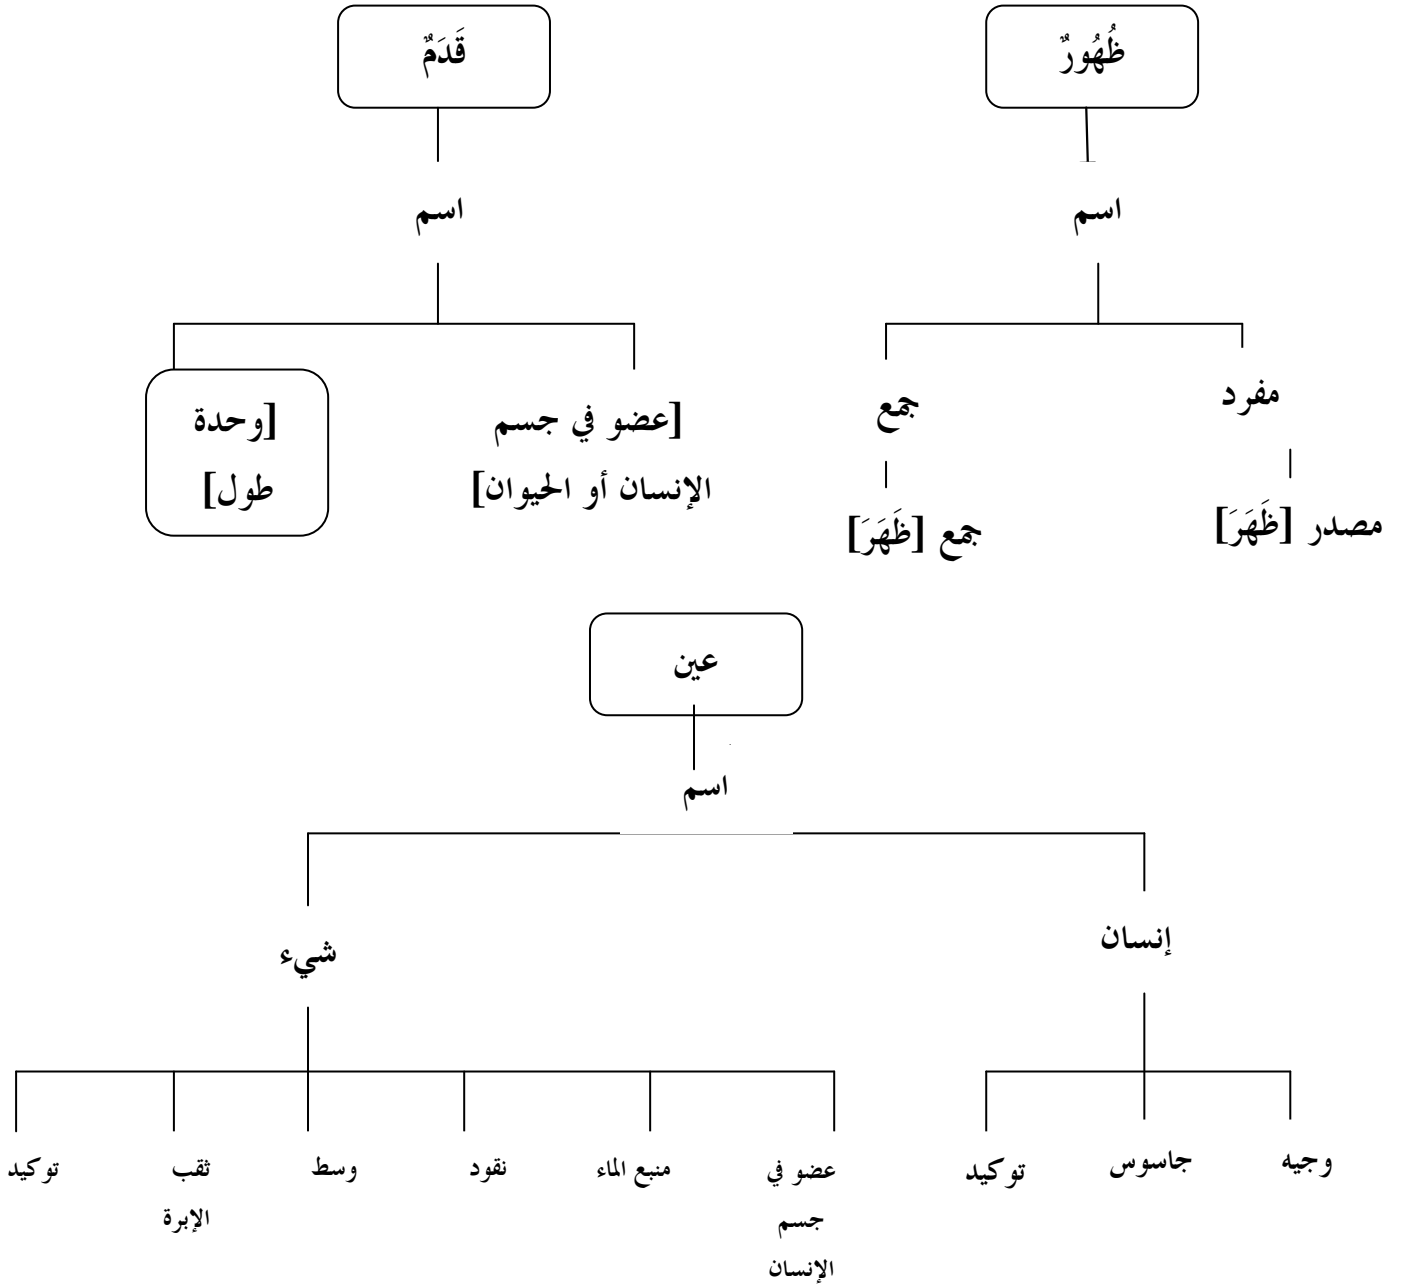 ظُهُورٌ
اسم
مفرد
مصدر [ظَهَرَ]
جمع
جمع [ظَهَرَ]
قَدَمٌ
اسم
[عضو في جسم
الإنسان أو الحيوان]
[وحدة
طول]
عين
اسم
إنسان
وجيه
جاسوس
توكيد
شيء
عضو في
جسم
الإنسان
منبع الماء
نقود
وسط
ثقب
الإبرة
توكيد